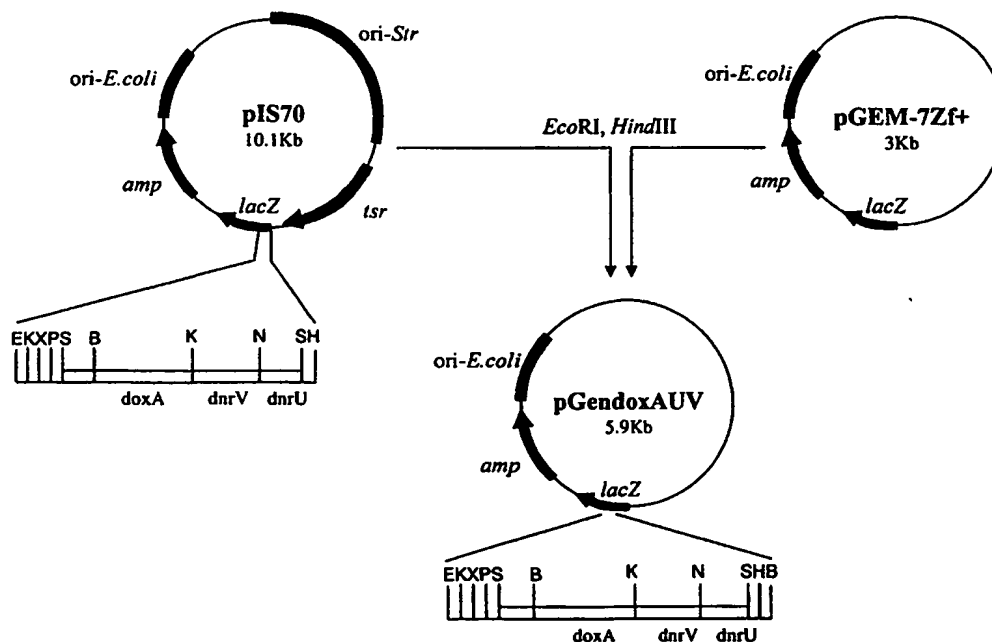 ori-Str
ori-E.coli
pIS70
10.1Kb
amp
lacZ
tsr
EcoRI, HindIII
ori-E.coli
pGEM-7Zf+
3Kb
amp
lacZ
EKXPS B K N SH
doxA dnrV dnrU
ori-E.coli
pGendoxAUV
5.9Kb
amp
lacZ
EKXPS B K N SHB
doxA dnrV dnrU